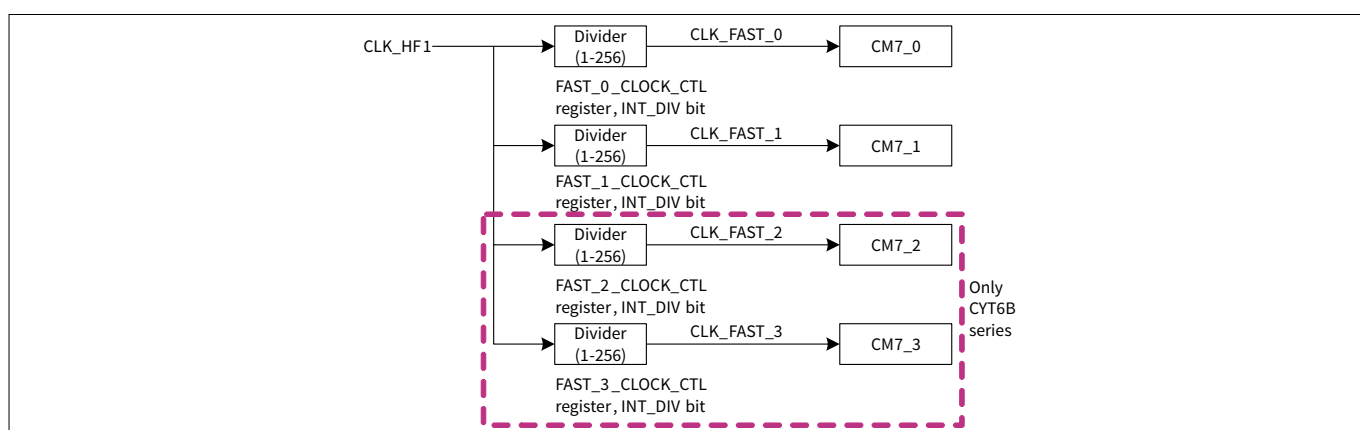 CLK_HF1
Divider
(1-256)
CLK_FAST_0
CM7_0
FAST_0_CLOCK_CTL
register, INT_DIV bit
Divider
(1-256)
CLK_FAST_1
CM7_1
FAST_1_CLOCK_CTL
register, INT_DIV bit
Divider
(1-256)
CLK_FAST_2
CM7_2
FAST_2_CLOCK_CTL
register, INT_DIV bit
Only
CYT6B
series
Divider
(1-256)
CLK_FAST_3
CM7_3
FAST_3_CLOCK_CTL
register, INT_DIV bit